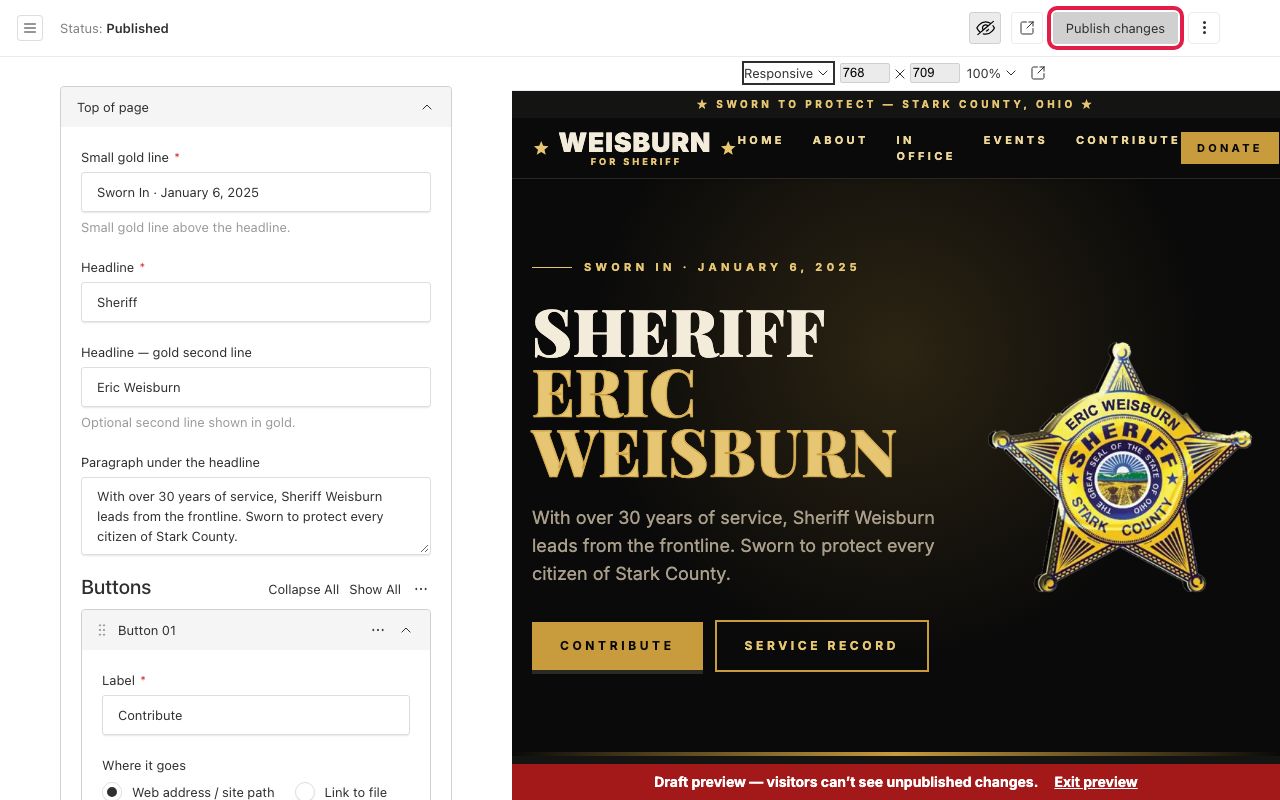 Status: Published
Publish changes
Responsive 768 × 709 100%
Top of page
Small gold line *
Sworn In · January 6, 2025
Small gold line above the headline.
Headline *
Sheriff
Headline — gold second line
Eric Weisburn
Optional second line shown in gold.
Paragraph under the headline
With over 30 years of service, Sheriff Weisburn
leads from the frontline. Sworn to protect every
citizen of Stark County.
Buttons Collapse All Show All
Button 01
Label *
Contribute
Where it goes
Web address / site path Link to file
★ SWORN TO PROTECT — STARK COUNTY, OHIO ★
★ WEISBURN ★
FOR SHERIFF
HOME ABOUT IN OFFICE EVENTS CONTRIBUTE DONATE
SWORN IN · JANUARY 6, 2025
SHERIFF
ERIC
WEISBURN
With over 30 years of service, Sheriff Weisburn
leads from the frontline. Sworn to protect every
citizen of Stark County.
CONTRIBUTE SERVICE RECORD
ERIC WEISBURN
SHERIFF
THE GREAT SEAL OF THE STATE OF OHIO
STARK COUNTY
Draft preview — visitors can’t see unpublished changes. Exit preview